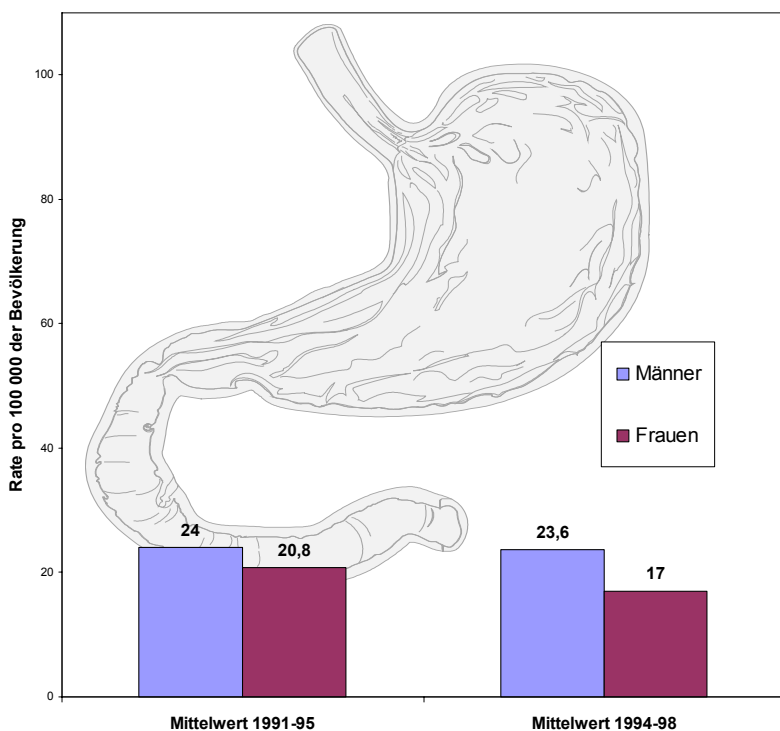 Rate pro 100 000 der Bevölkerung
100
80
60
40
20
0
Männer
Frauen
24
20,8
23,6
17
Mittelwert 1991-95
Mittelwert 1994-98